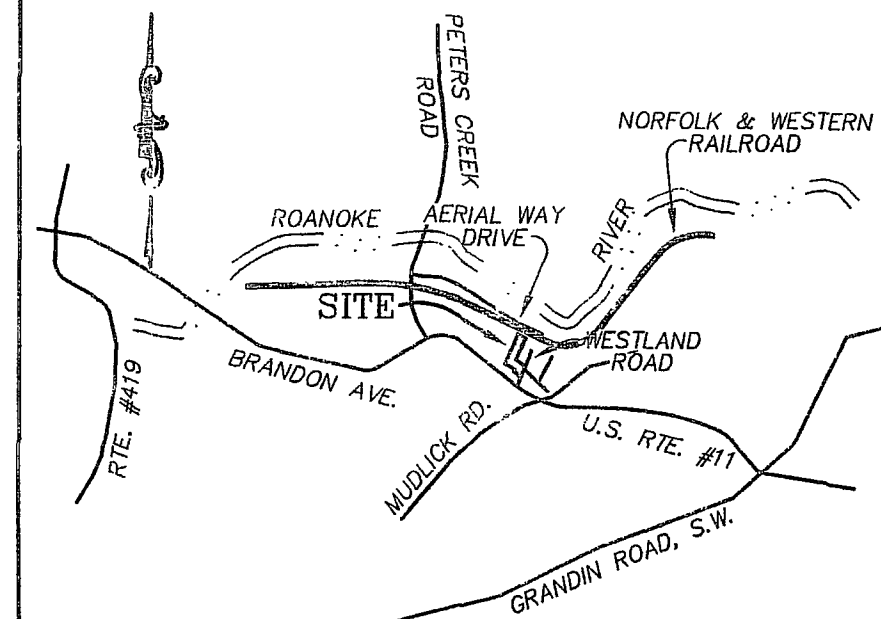 PETERS CREEK
ROAD
NORFOLK & WESTERN
RAILROAD
ROANOKE
RIVER
AERIAL WAY
DRIVE
SITE
WESTLAND
ROAD
BRANDON AVE.
RTE. #419
MUDLICK RD.
U.S. RTE. #11
GRANDIN ROAD, S.W.